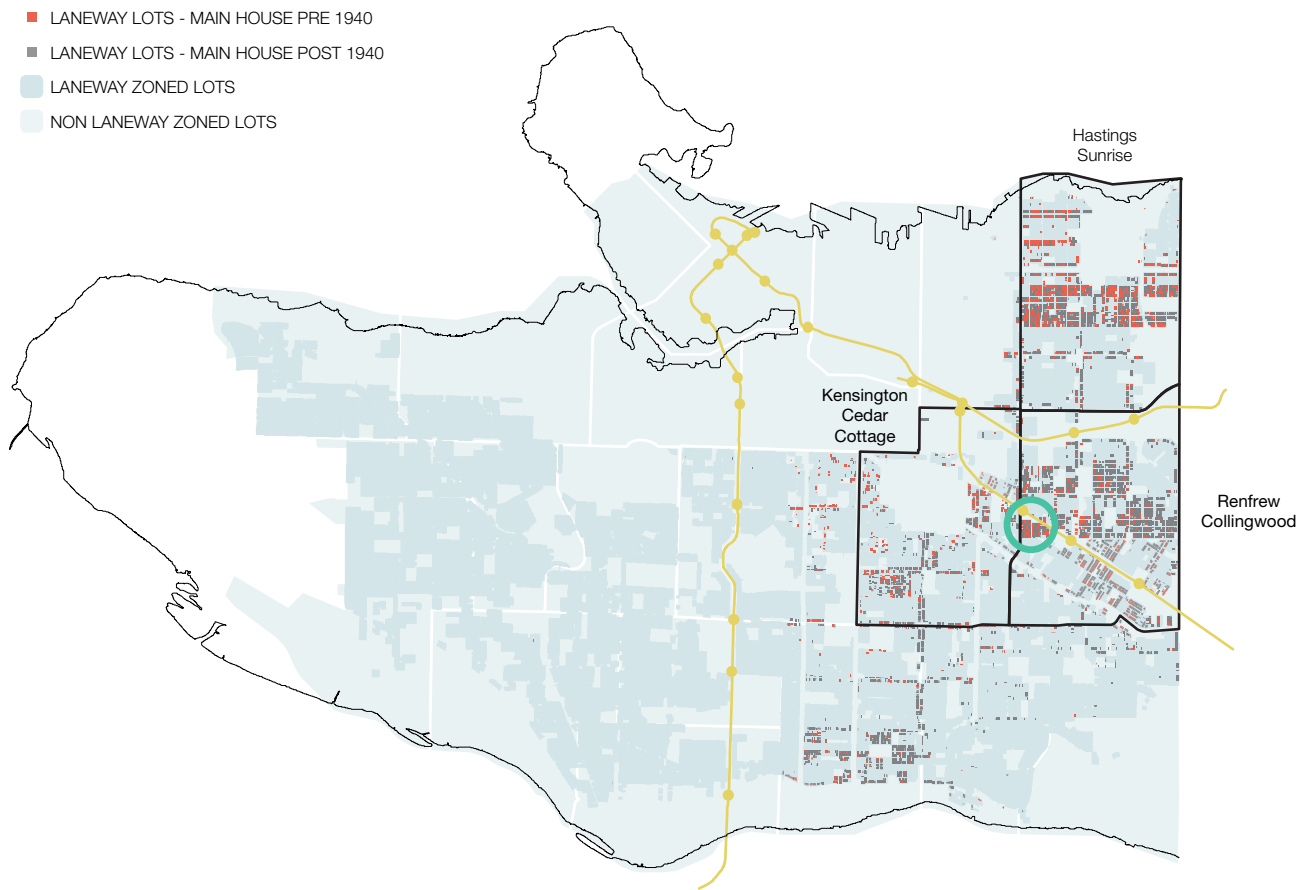 LANEWAY LOTS - MAIN HOUSE PRE 1940
LANEWAY LOTS - MAIN HOUSE POST 1940
LANEWAY ZONED LOTS
NON LANEWAY ZONED LOTS
Hastings
Sunrise
Kensington
Cedar
Cottage
Renfrew
Collingwood